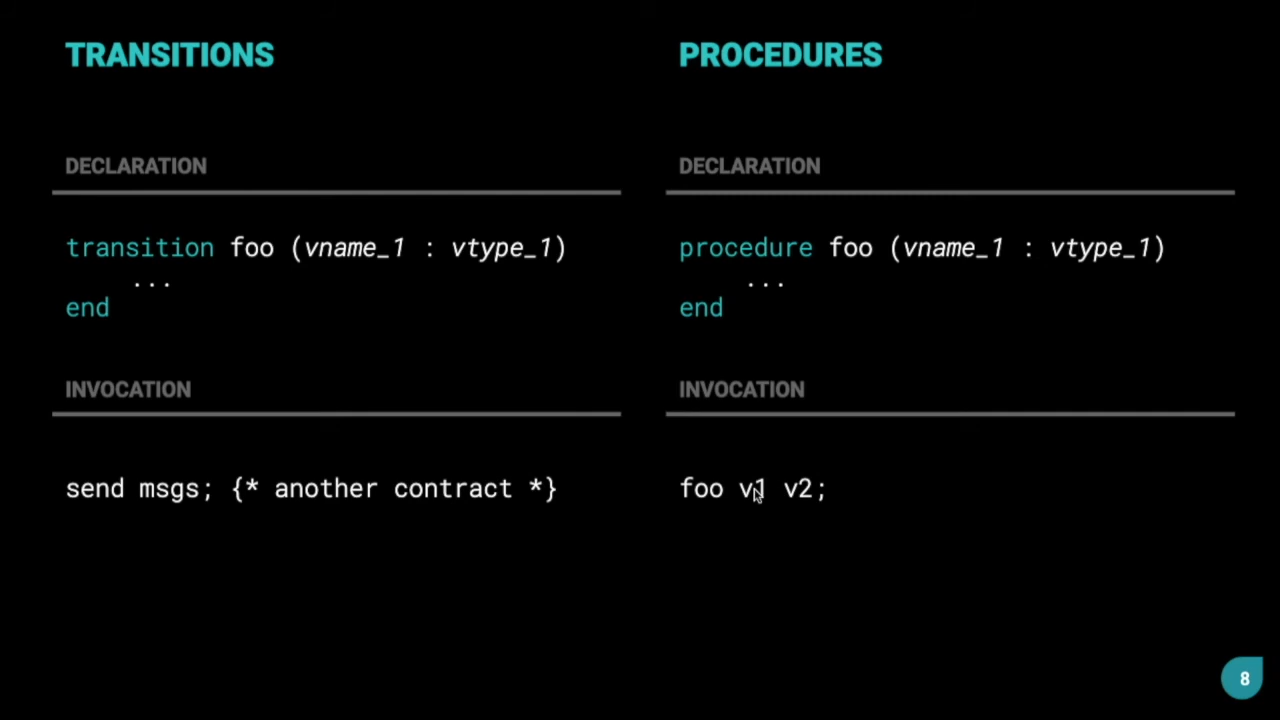 TRANSITIONS
DECLARATION
transition foo (vname_1 : vtype_1)
...
end
INVOCATION
send msgs; {* another contract *}
PROCEDURES
DECLARATION
procedure foo (vname_1 : vtype_1)
...
end
INVOCATION
foo v1 v2;
8